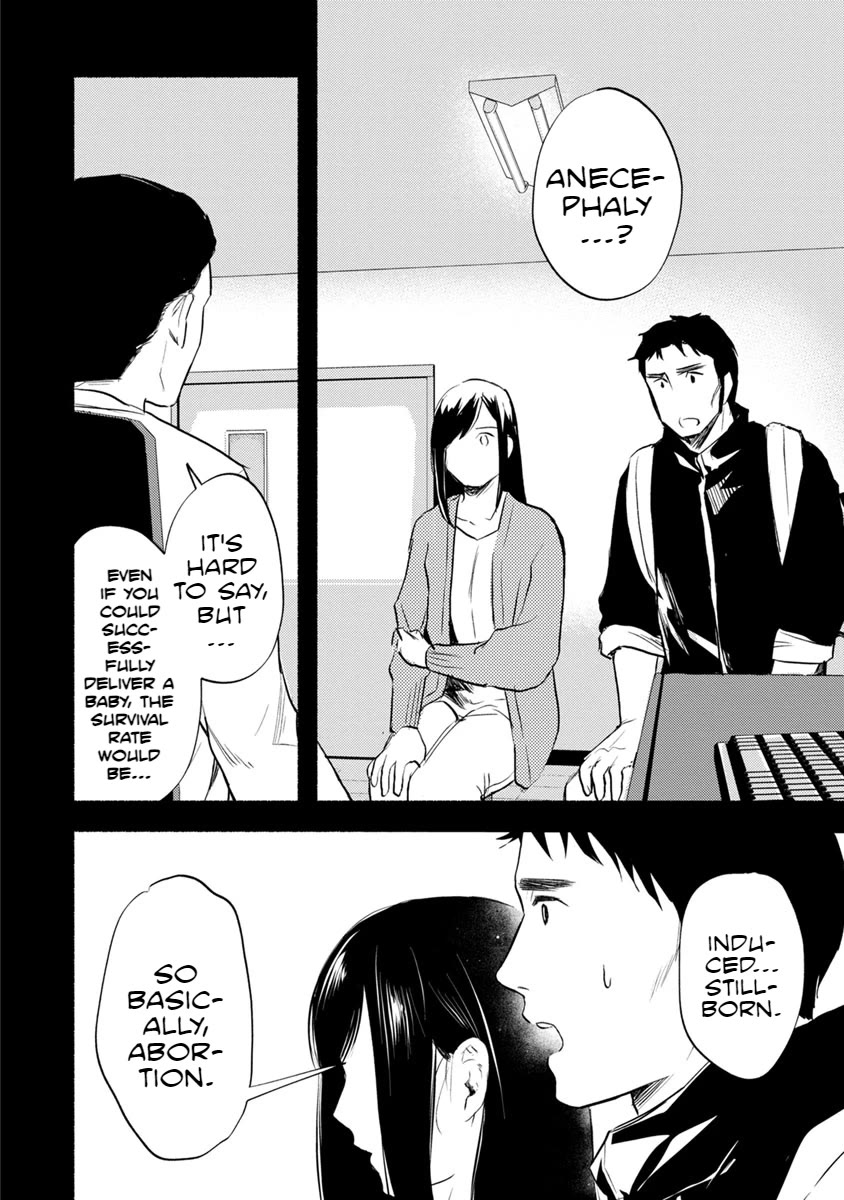 ANECE-
PHALY
...?
IT'S
HARD
TO SAY,
BUT
...
EVEN
IF YOU
COULD
SUCC-
ESS-
FULLY
DELIVER A
BABY, THE
SURVIVAL
RATE
WOULD
BE...
INDU-
CED...
STILL-
BORN.
SO
BASIC-
ALLY,
ABOR-
TION.